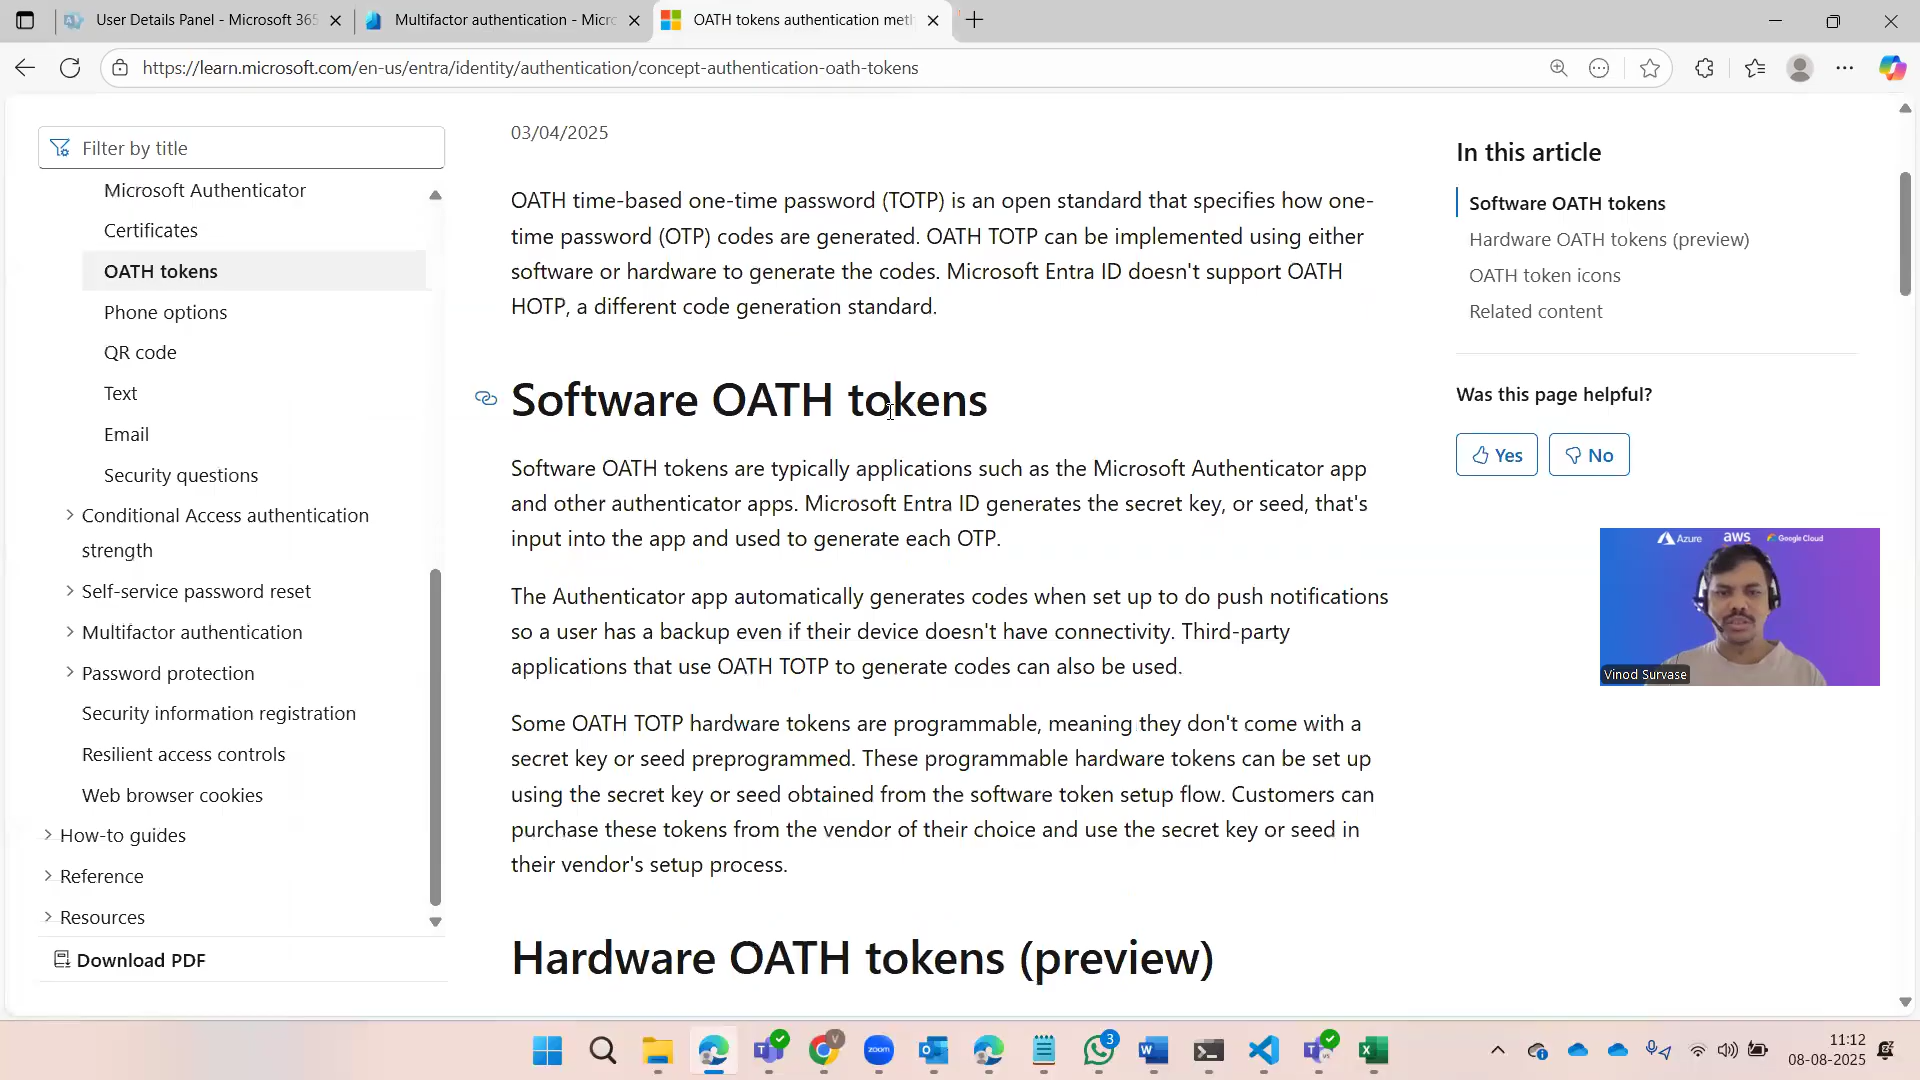 User Details Panel - Microsoft 365
Multifactor authentication - Micro
OATH tokens authentication meth
https://learn.microsoft.com/en-us/entra/identity/authentication/concept-authentication-oath-tokens
Filter by title
Microsoft Authenticator
Certificates
OATH tokens
Phone options
QR code
Text
Email
Security questions
Conditional Access authentication
strength
Self-service password reset
Multifactor authentication
Password protection
Security information registration
Resilient access controls
Web browser cookies
How-to guides
Reference
Resources
Download PDF
03/04/2025
OATH time-based one-time password (TOTP) is an open standard that specifies how one-
time password (OTP) codes are generated. OATH TOTP can be implemented using either
software or hardware to generate the codes. Microsoft Entra ID doesn't support OATH
HOTP, a different code generation standard.
Software OATH tokens
Software OATH tokens are typically applications such as the Microsoft Authenticator app
and other authenticator apps. Microsoft Entra ID generates the secret key, or seed, that's
input into the app and used to generate each OTP.
The Authenticator app automatically generates codes when set up to do push notifications
so a user has a backup even if their device doesn't have connectivity. Third-party
applications that use OATH TOTP to generate codes can also be used.
Some OATH TOTP hardware tokens are programmable, meaning they don't come with a
secret key or seed preprogrammed. These programmable hardware tokens can be set up
using the secret key or seed obtained from the software token setup flow. Customers can
purchase these tokens from the vendor of their choice and use the secret key or seed in
their vendor's setup process.
Hardware OATH tokens (preview)
In this article
Software OATH tokens
Hardware OATH tokens (preview)
OATH token icons
Related content
Was this page helpful?
Yes
No
Azure
aws
Google Cloud
Vinod Survase
V
zoom
3
11:12
08-08-2025